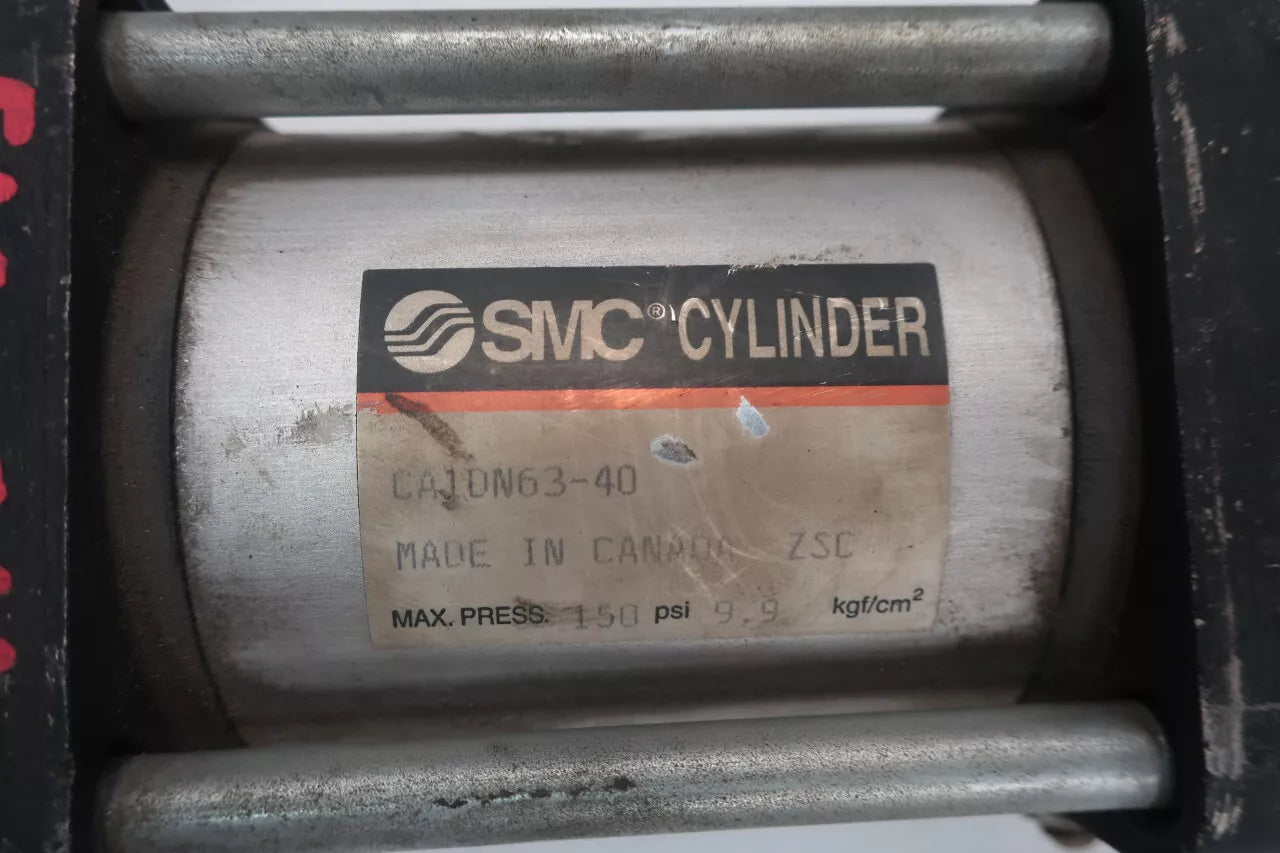 SMC® CYLINDER
CA1DN63-40
MADE IN CANADA ZSC
MAX. PRESS. 150 psi 9.9 kgf/cm²